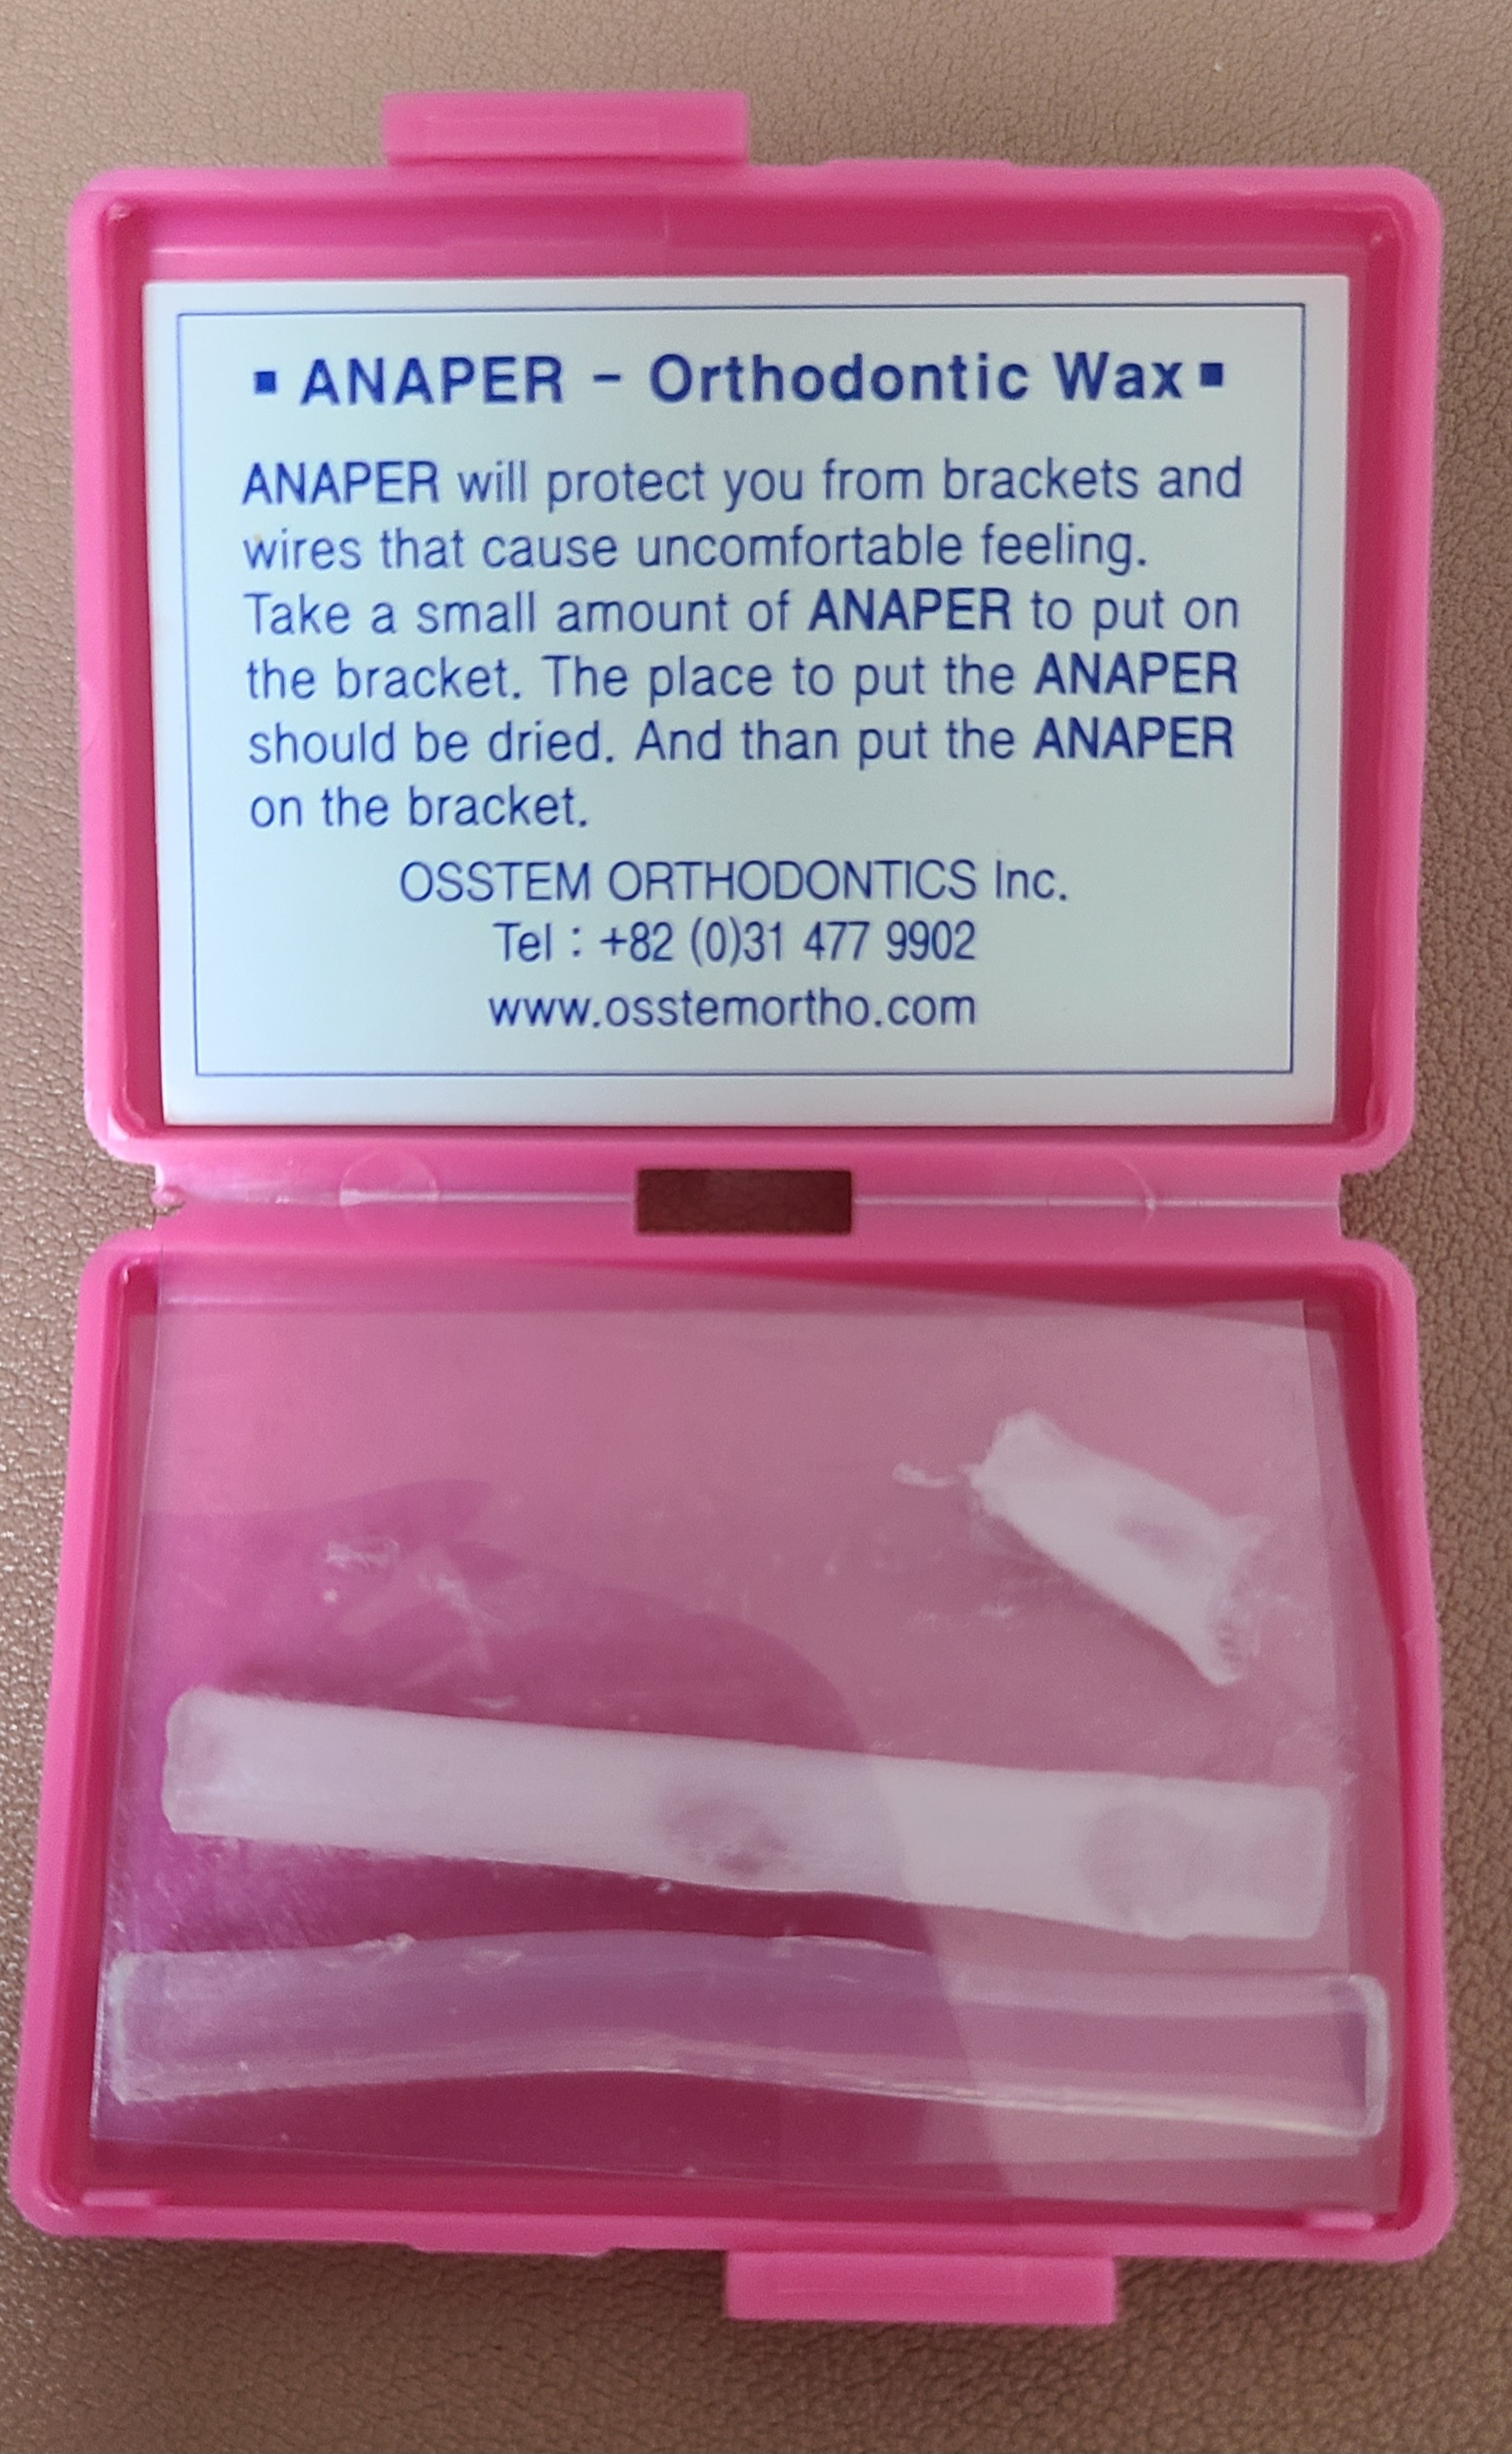 ▪ ANAPER - Orthodontic Wax ▪
ANAPER will protect you from brackets and
wires that cause uncomfortable feeling.
Take a small amount of ANAPER to put on
the bracket. The place to put the ANAPER
should be dried. And than put the ANAPER
on the bracket.
OSSTEM ORTHODONTICS Inc.
Tel : +82 (0)31 477 9902
www.osstemortho.com